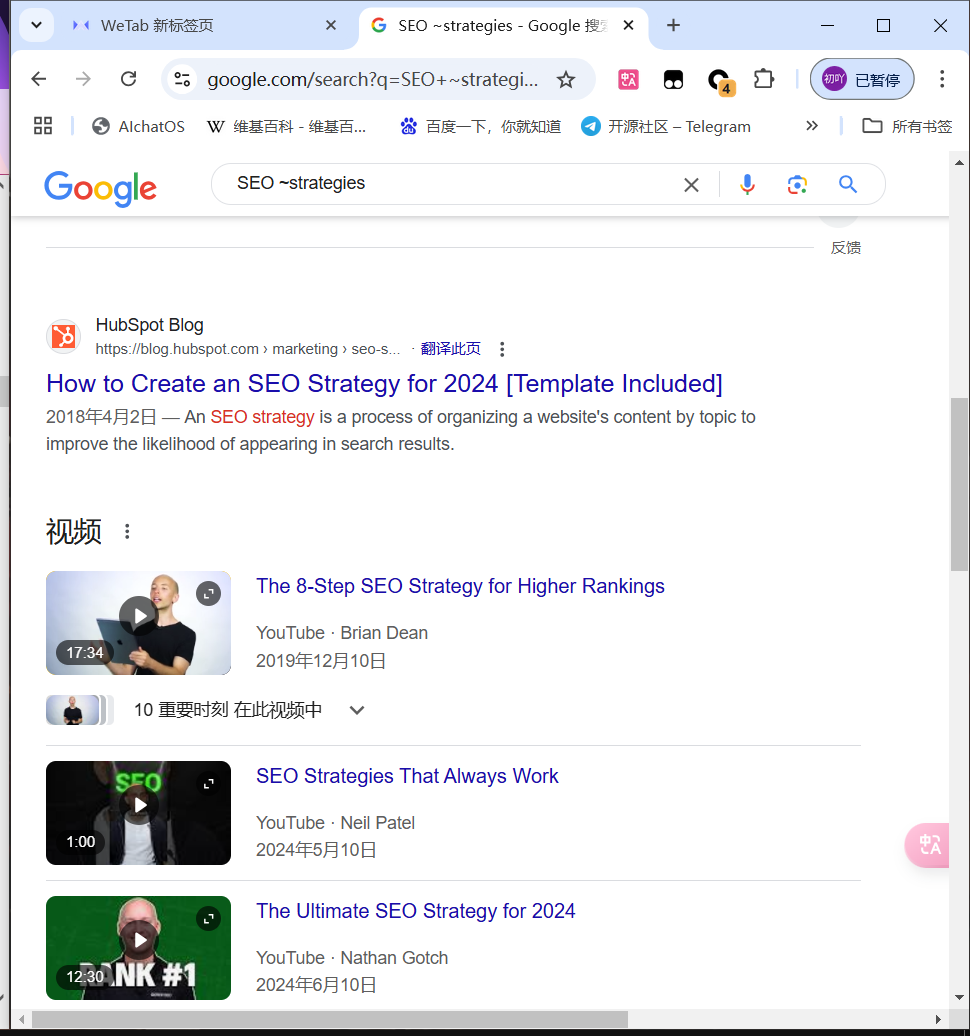 WeTab 新标签页
SEO ~strategies - Google 搜索
google.com/search?q=SEO+~strategi...
4
初吖 已暂停
AIchatOS
维基百科 - 维基百...
百度一下，你就知道
开源社区 – Telegram
所有书签
Google
SEO ~strategies
反馈
HubSpot Blog
https://blog.hubspot.com › marketing › seo-s... · 翻译此页
How to Create an SEO Strategy for 2024 [Template Included]
2018年4月2日 — An SEO strategy is a process of organizing a website's content by topic to
improve the likelihood of appearing in search results.
视频
The 8-Step SEO Strategy for Higher Rankings
YouTube · Brian Dean
17:34
2019年12月10日
10 重要时刻 在此视频中
SEO
SEO Strategies That Always Work
YouTube · Neil Patel
1:00
2024年5月10日
The Ultimate SEO Strategy for 2024
YouTube · Nathan Gotch
12:30
RANK #1
2024年6月10日